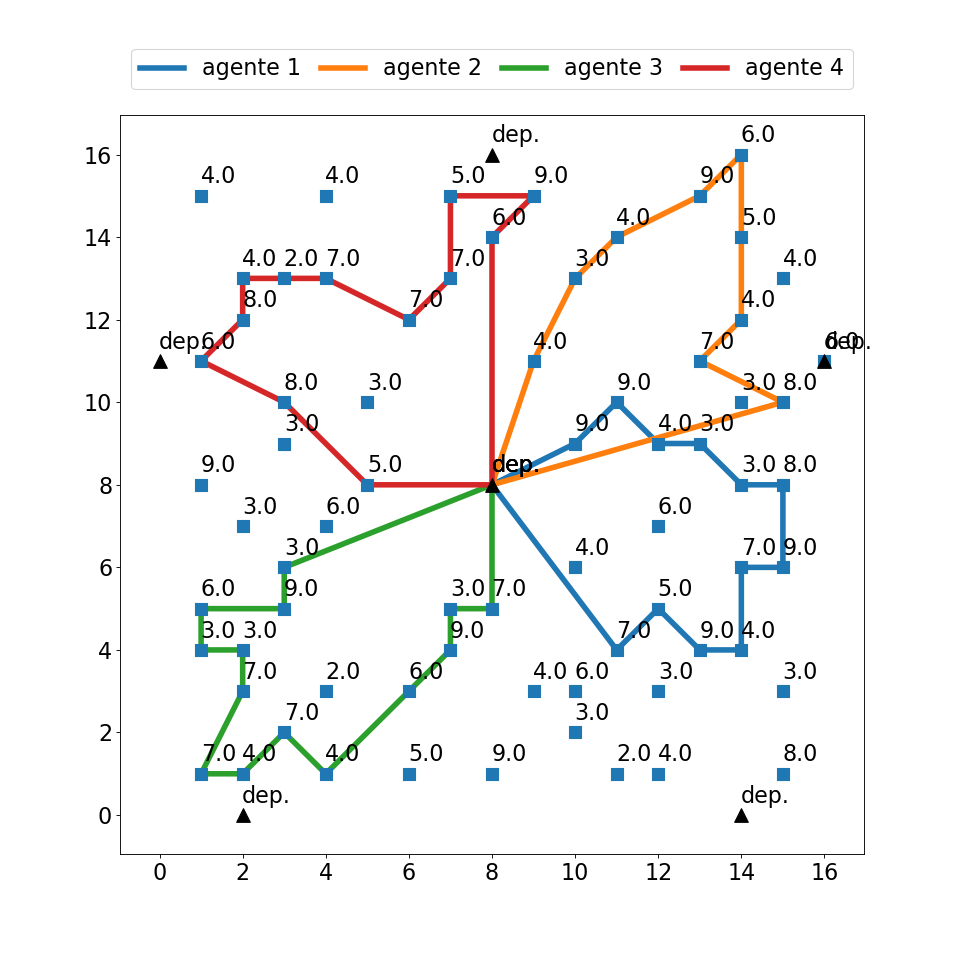 agente 1 agente 2 agente 3 agente 4
dep. 6.0
16
4.0 4.0 5.0 9.0 9.0
6.0 4.0 5.0
14
4.0 2.0 7.0 7.0 3.0 4.0
8.0 7.0
12
dep. 6.0 4.0 7.0 4.0 6.0 dep.
8.0 3.0 9.0 3.0 8.0
10
3.0 9.0 4.0 3.0
9.0 5.0 dep. 3.0 8.0
8
3.0 6.0 6.0
3.0 4.0 7.0 9.0
6
6.0 9.0 3.0 7.0 5.0
3.0 3.0 9.0 7.0 9.0 4.0
4
7.0 2.0 6.0 4.0 6.0 3.0 3.0
7.0 3.0
2
7.0 4.0 4.0 5.0 9.0 2.0 4.0 8.0
dep. dep.
0
0 2 4 6 8 10 12 14 16